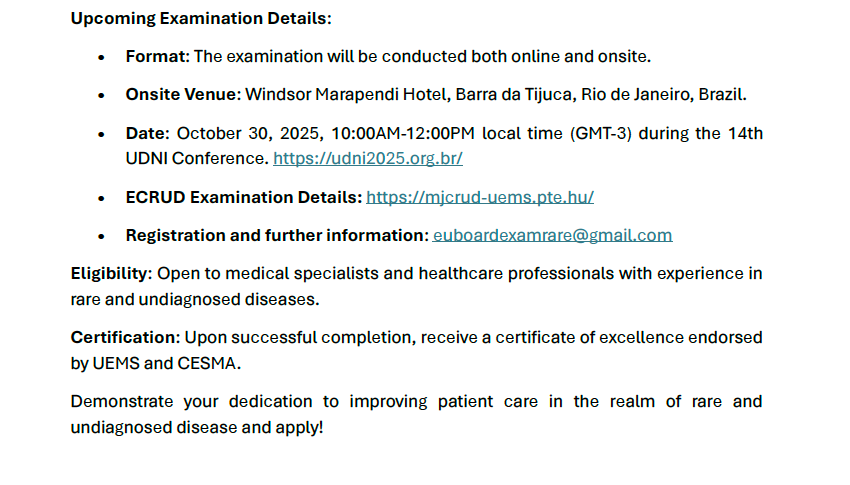 Upcoming Examination Details:
• Format: The examination will be conducted both online and onsite.
• Onsite Venue: Windsor Marapendi Hotel, Barra da Tijuca, Rio de Janeiro, Brazil.
• Date: October 30, 2025, 10:00AM-12:00PM local time (GMT-3) during the 14th
UDNI Conference. https://udni2025.org.br/
• ECRUD Examination Details: https://mjcrud-uems.pte.hu/
• Registration and further information: euboardexamrare@gmail.com
Eligibility: Open to medical specialists and healthcare professionals with experience in
rare and undiagnosed diseases.
Certification: Upon successful completion, receive a certificate of excellence endorsed
by UEMS and CESMA.
Demonstrate your dedication to improving patient care in the realm of rare and
undiagnosed disease and apply!